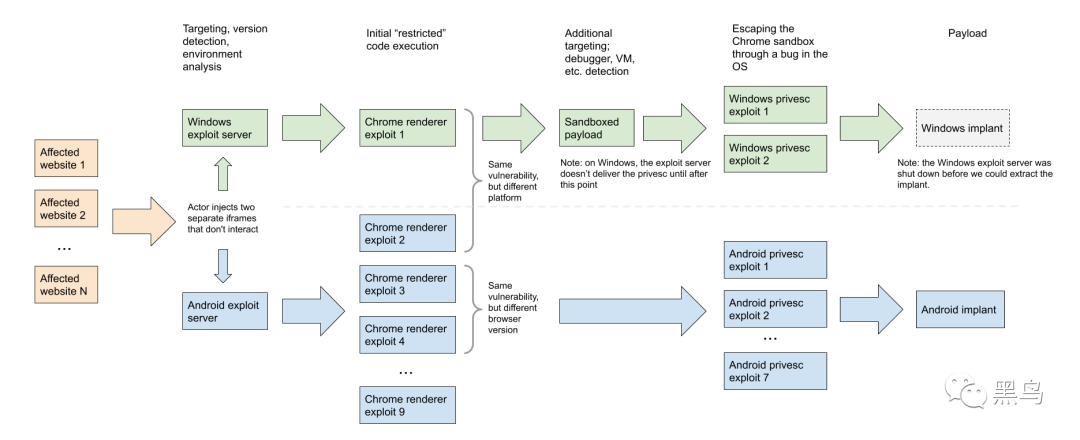 Targeting, version
detection,
environment
analysis
Initial “restricted”
code execution
Additional
targeting;
debugger, VM,
etc. detection
Escaping the
Chrome sandbox
through a bug in the
OS
Payload
Affected
website 1
Affected
website 2
...
Affected
website N
Windows
exploit server
Actor injects two
separate iframes
that don't interact
Android exploit
server
Chrome renderer
exploit 1
Same
vulnerability,
but different
platform
Chrome renderer
exploit 2
Chrome renderer
exploit 3
Same
vulnerability,
but different
browser
version
Chrome renderer
exploit 4
...
Chrome renderer
exploit 9
Sandboxed
payload
Note: on Windows, the exploit server
doesn’t deliver the privesc until after
this point
Windows privesc
exploit 1
Windows privesc
exploit 2
Windows implant
Note: the Windows exploit server was
shut down before we could extract the
implant.
Android privesc
exploit 1
Android privesc
exploit 2
...
Android privesc
exploit 7
Android implant
黑鸟